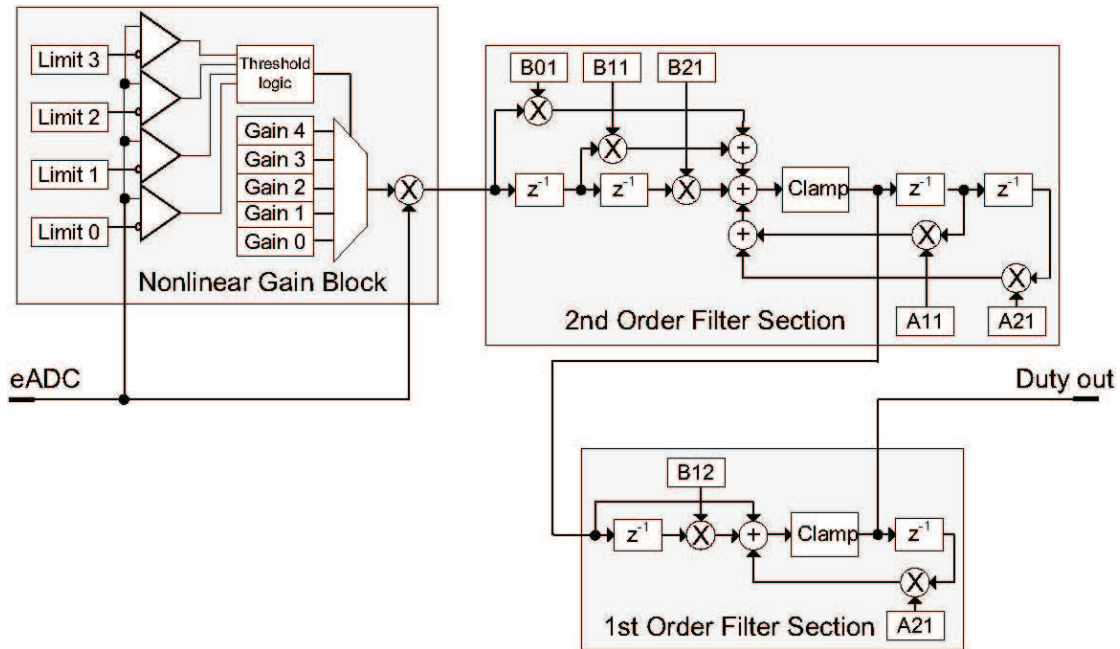 Limit 3
Limit 2
Limit 1
Limit 0
Threshold
logic
Gain 4
Gain 3
Gain 2
Gain 1
Gain 0
X
Nonlinear Gain Block
eADC
B01
B11
B21
X
X
+
z⁻¹
z⁻¹
X
+
Clamp
z⁻¹
z⁻¹
+
X
X
A11
A21
2nd Order Filter Section
Duty out
B12
z⁻¹
X
+
Clamp
z⁻¹
X
A21
1st Order Filter Section